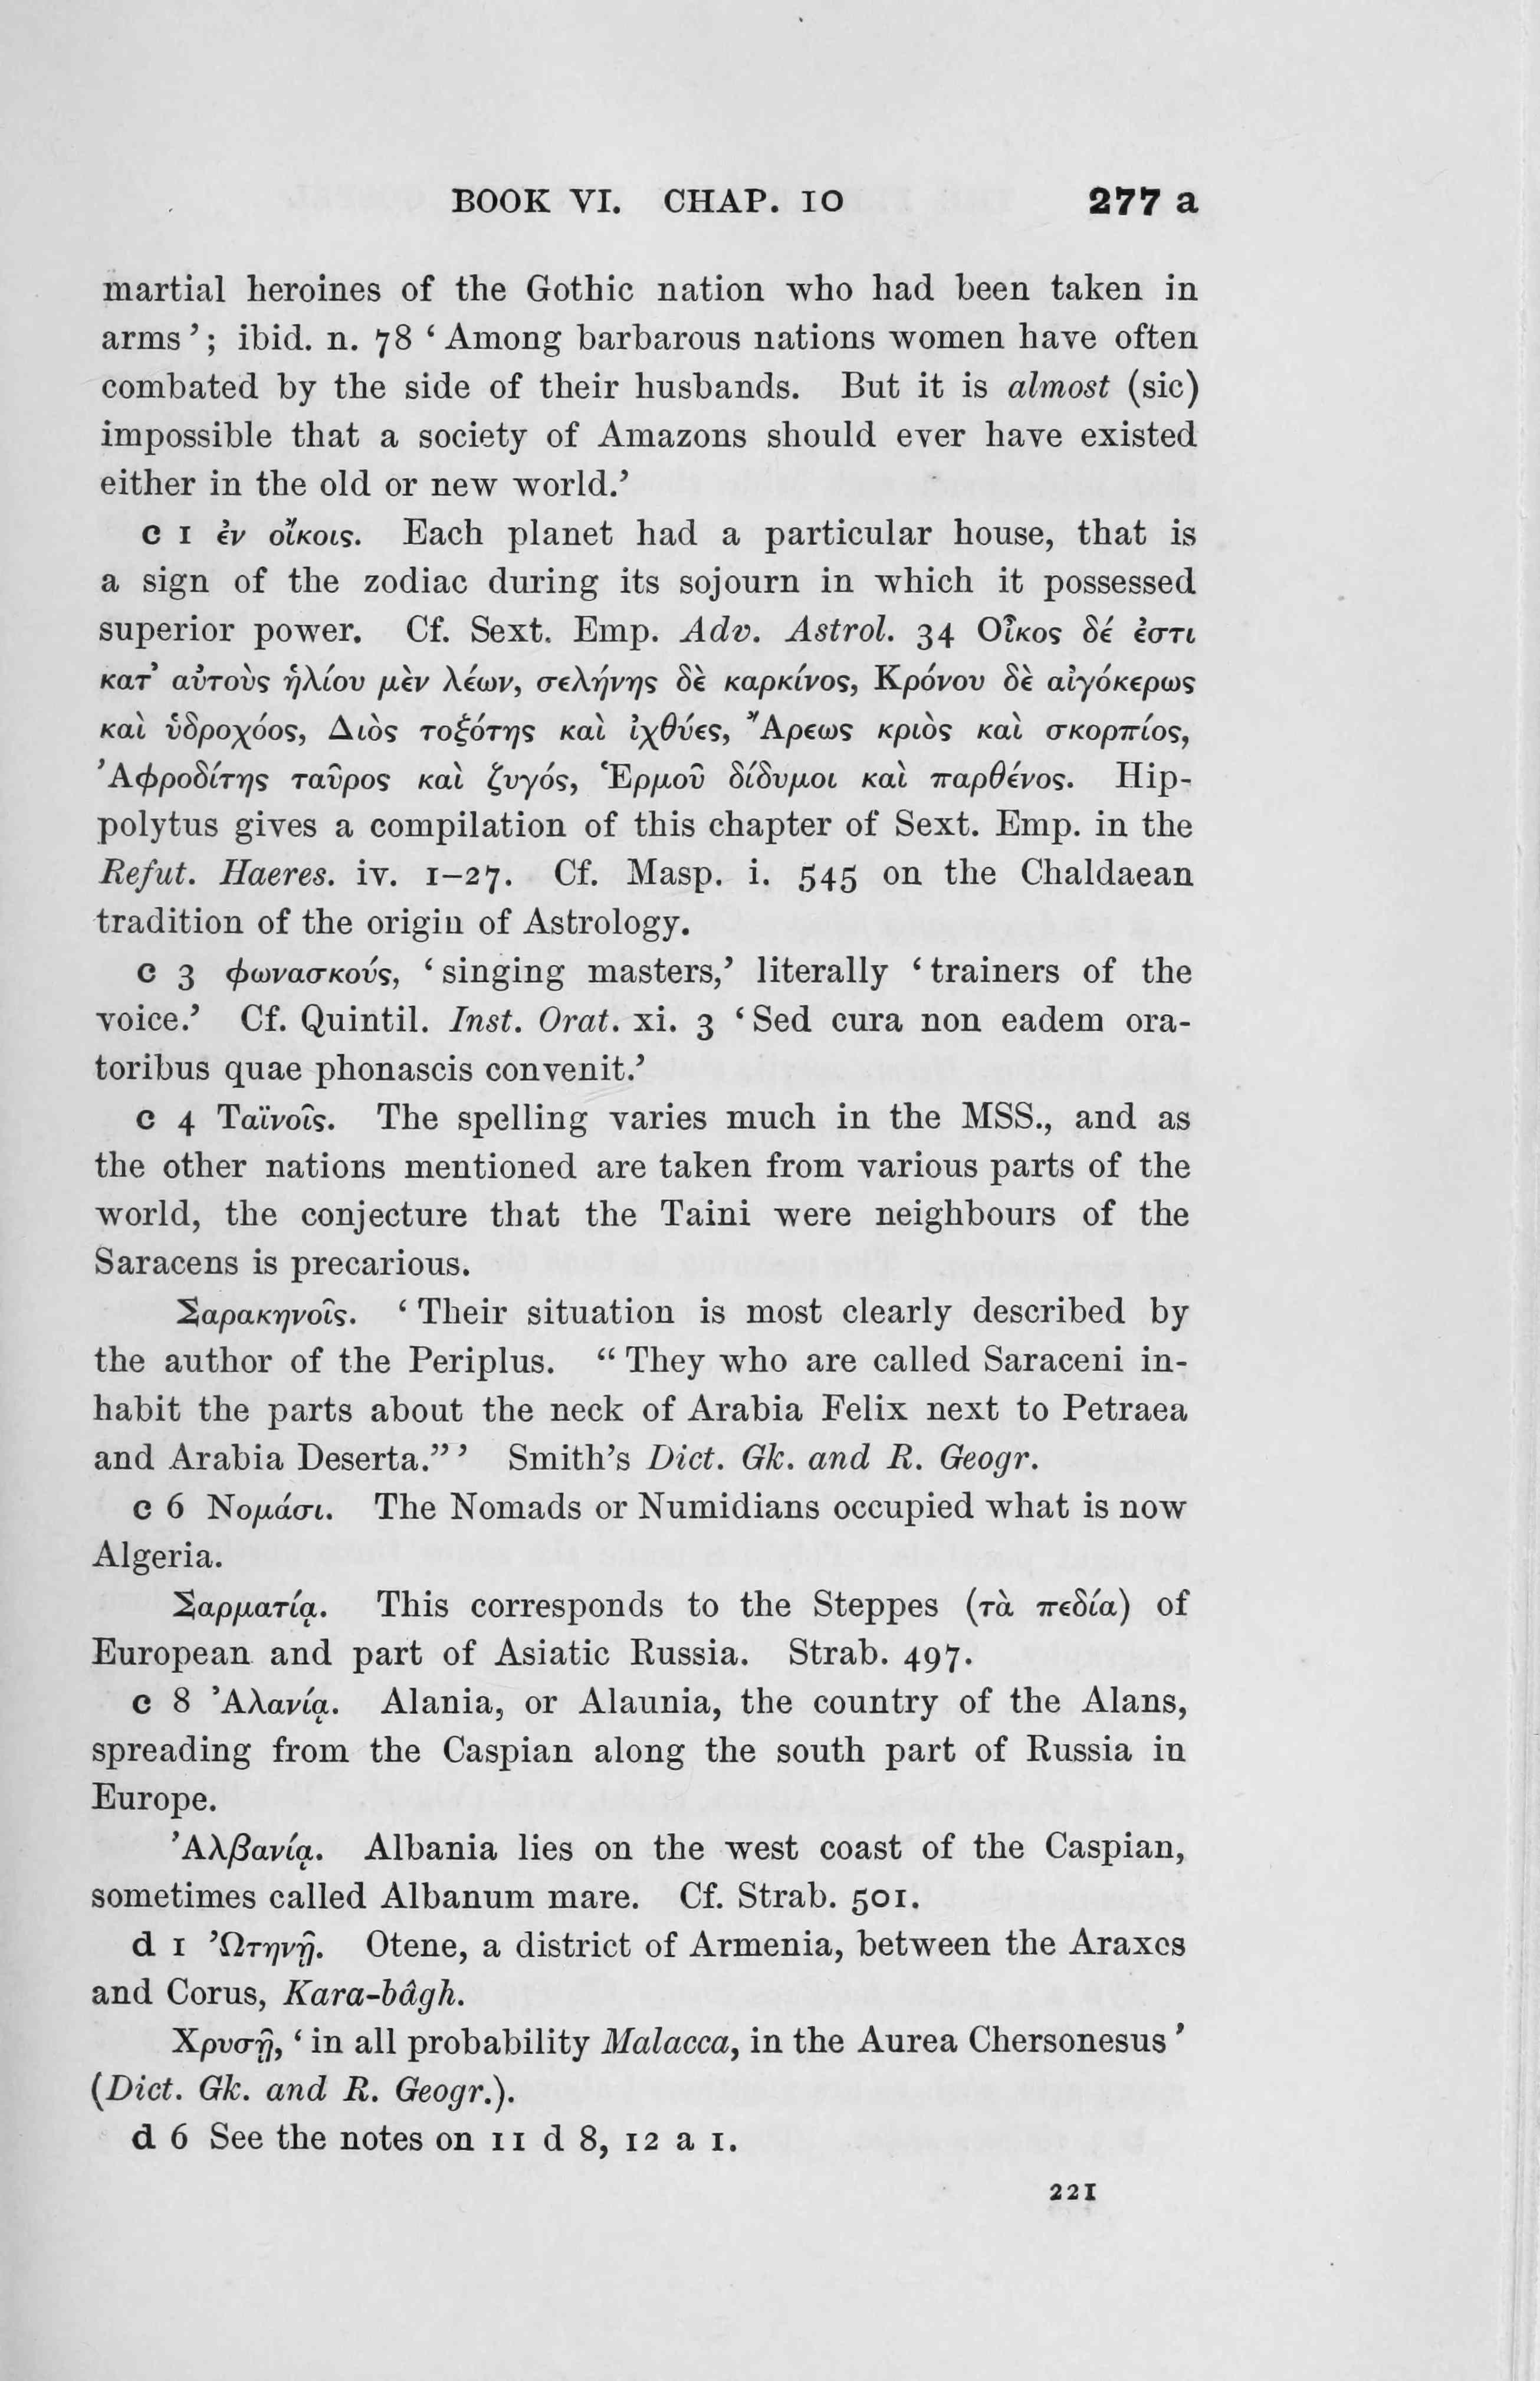 BOOK VI. CHAP. 10 277 a
martial heroines of the Gothic nation who had been taken in
arms’; ibid. n. 78 ‘Among barbarous nations women have often
combated by the side of their husbands. But it is almost (sic)
impossible that a society of Amazons should ever have existed
either in the old or new world.’
c 1 ἐν οἴκοις. Each planet had a particular house, that is
a sign of the zodiac during its sojourn in which it possessed
superior power. Cf. Sext. Emp. Adv. Astrol. 34 Οἶκος δέ ἐστι
κατ’ αὐτοὺς ἡλίου μὲν λέων, σελήνης δὲ καρκίνος, Κρόνου δὲ αἰγόκερως
καὶ ὑδροχόος, Διὸς τοξότης καὶ ἰχθύες, Ἄρεως κριὸς καὶ σκορπίος,
Ἀφροδίτης ταῦρος καὶ ζυγός, Ἑρμοῦ δίδυμοι καὶ παρθένος. Hip-
polytus gives a compilation of this chapter of Sext. Emp. in the
Refut. Haeres. iv. 1–27. Cf. Masp. i. 545 on the Chaldaean
tradition of the origin of Astrology.
c 3 φωνασκούς, ‘singing masters,’ literally ‘trainers of the
voice.’ Cf. Quintil. Inst. Orat. xi. 3 ‘Sed cura non eadem ora-
toribus quae phonascis convenit.’
c 4 Ταϊνοῖς. The spelling varies much in the MSS., and as
the other nations mentioned are taken from various parts of the
world, the conjecture that the Taini were neighbours of the
Saracens is precarious.
Σαρακηνοῖς. ‘Their situation is most clearly described by
the author of the Periplus. “They who are called Saraceni in-
habit the parts about the neck of Arabia Felix next to Petraea
and Arabia Deserta.”’ Smith’s Dict. Gk. and R. Geogr.
c 6 Νομάσι. The Nomads or Numidians occupied what is now
Algeria.
Σαρματίᾳ. This corresponds to the Steppes (τὰ πεδία) of
European and part of Asiatic Russia. Strab. 497.
c 8 Ἀλανίᾳ. Alania, or Alaunia, the country of the Alans,
spreading from the Caspian along the south part of Russia in
Europe.
Ἀλβανίᾳ. Albania lies on the west coast of the Caspian,
sometimes called Albanum mare. Cf. Strab. 501.
d 1 Ὠτηνῇ. Otene, a district of Armenia, between the Araxes
and Corus, Kara-bâgh.
Χρυσῇ, ‘in all probability Malacca, in the Aurea Chersonesus’
(Dict. Gk. and R. Geogr.).
d 6 See the notes on 11 d 8, 12 a 1.
221